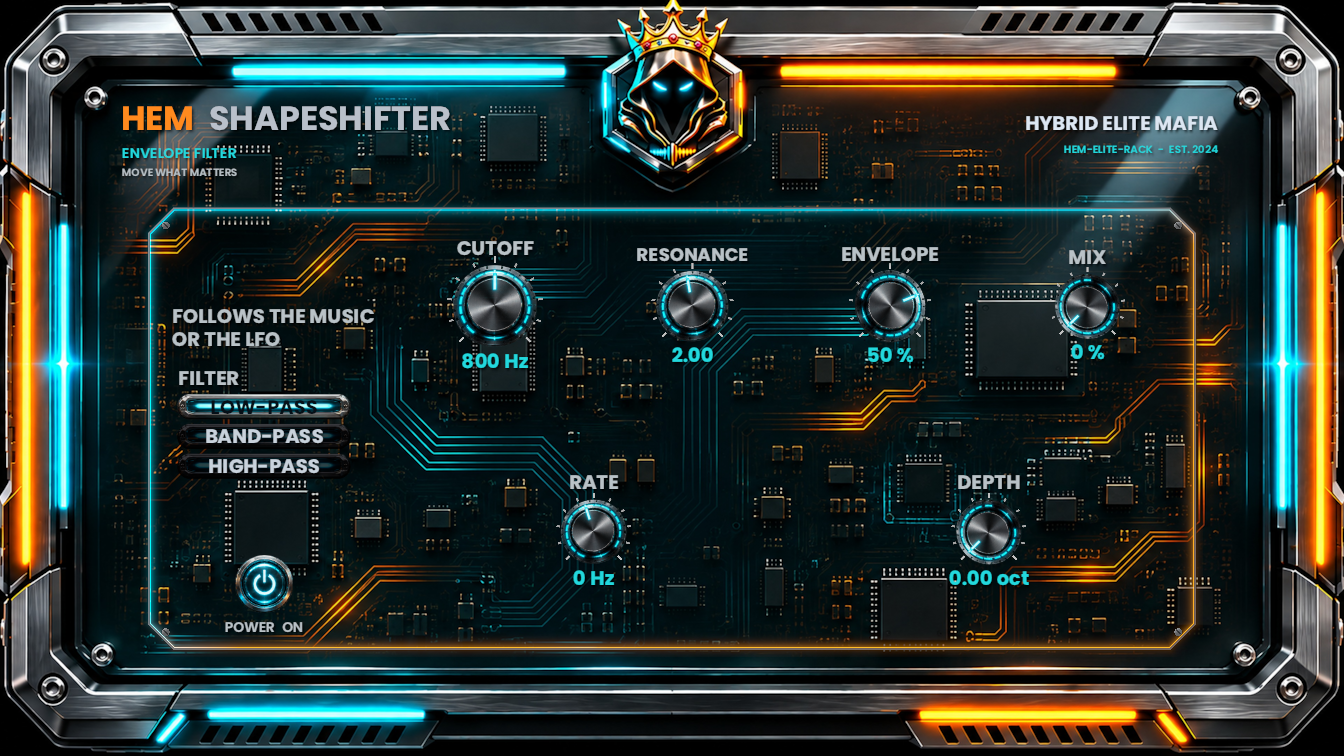 HEM SHAPESHIFTER
ENVELOPE FILTER
MOVE WHAT MATTERS
HYBRID ELITE MAFIA
HEM-ELITE-RACK - EST. 2024
CUTOFF
800 Hz
RESONANCE
2.00
ENVELOPE
50 %
MIX
0 %
FOLLOWS THE MUSIC
OR THE LFO
FILTER
LOW-PASS
BAND-PASS
HIGH-PASS
RATE
0 Hz
DEPTH
0.00 oct
POWER ON